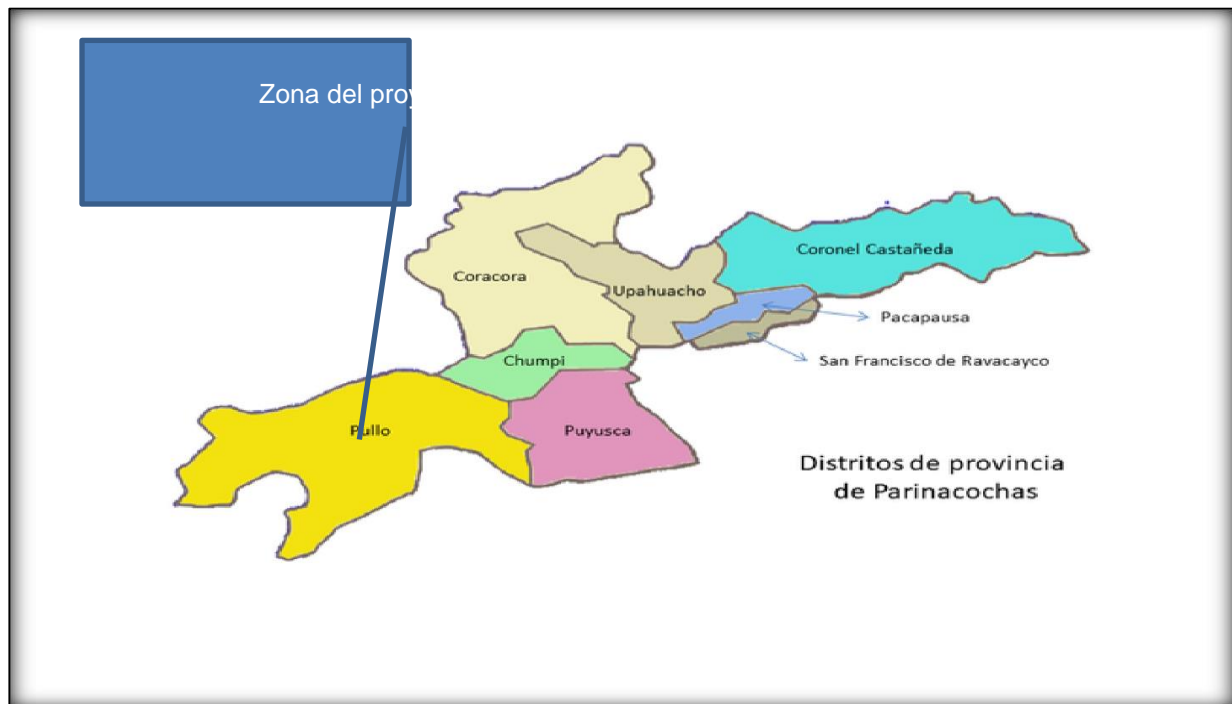 Zona del proy
Coronel Castañeda
Coracora
Upahuacho
Pacapausa
San Francisco de Ravacayco
Chumpi
Pullo
Puyusca
Distritos de provincia
de Parinacochas